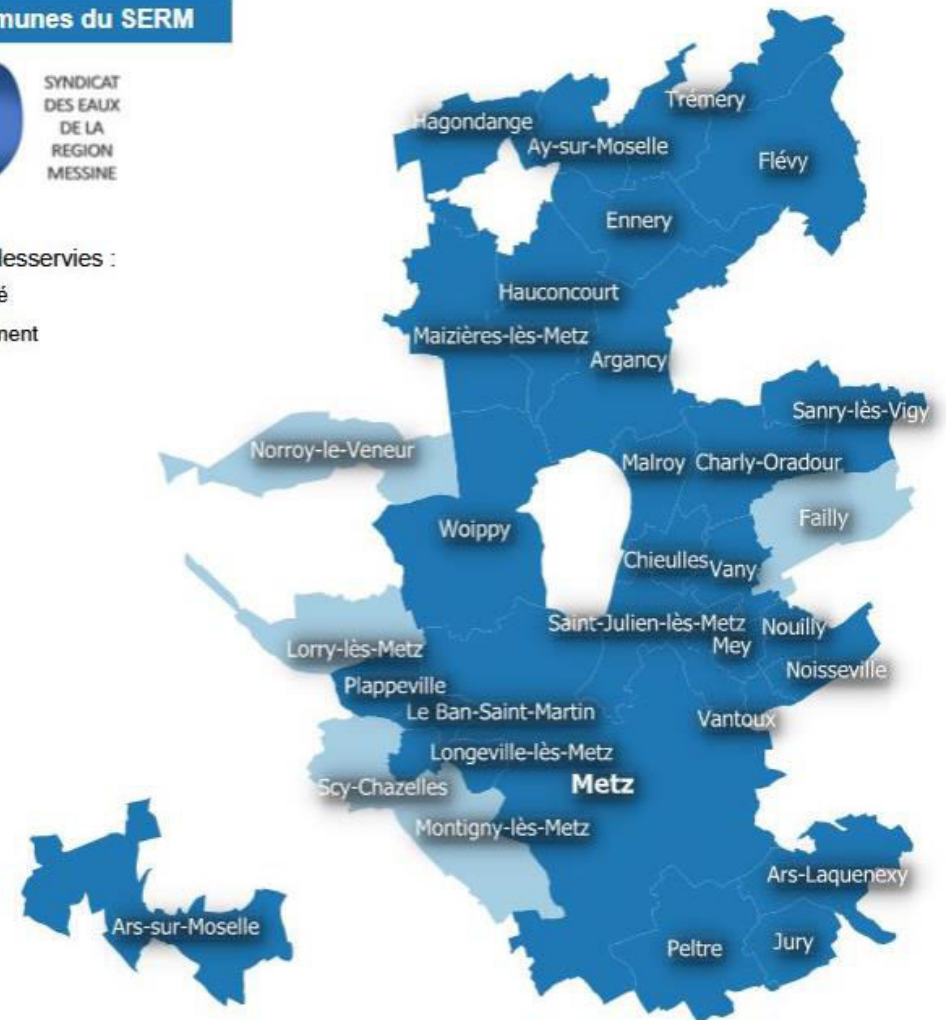 munes du SERM
SYNDICAT
DES EAUX
DE LA
REGION
MESSINE
desservies :
é
ment
Trémery
Hagondange
Ay-sur-Moselle
Flévy
Ennery
Hauconcourt
Maizières-lès-Metz
Argancy
Sanry-lès-Vigy
Norroy-le-Veneur
Malroy
Charly-Oradour
Failly
Woippy
Chieulles
Vany
Saint-Julien-lès-Metz
Nouilly
Mey
Lorry-lès-Metz
Noisseville
Plappeville
Le Ban-Saint-Martin
Vantoux
Longeville-lès-Metz
Scy-Chazelles
Metz
Montigny-lès-Metz
Ars-Laquenexy
Ars-sur-Moselle
Peltre
Jury